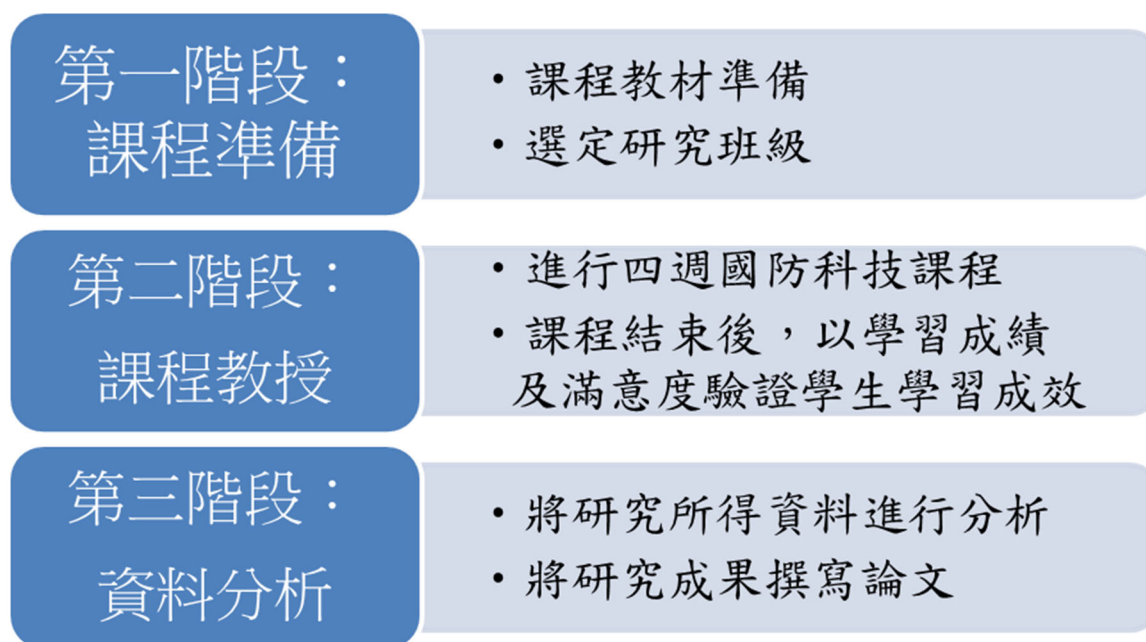 第一階段：
課程準備
• 課程教材準備
• 選定研究班級
第二階段：
課程教授
• 進行四週國防科技課程
• 課程結束後，以學習成績
及滿意度驗證學生學習成效
第三階段：
資料分析
• 將研究所得資料進行分析
• 將研究成果撰寫論文